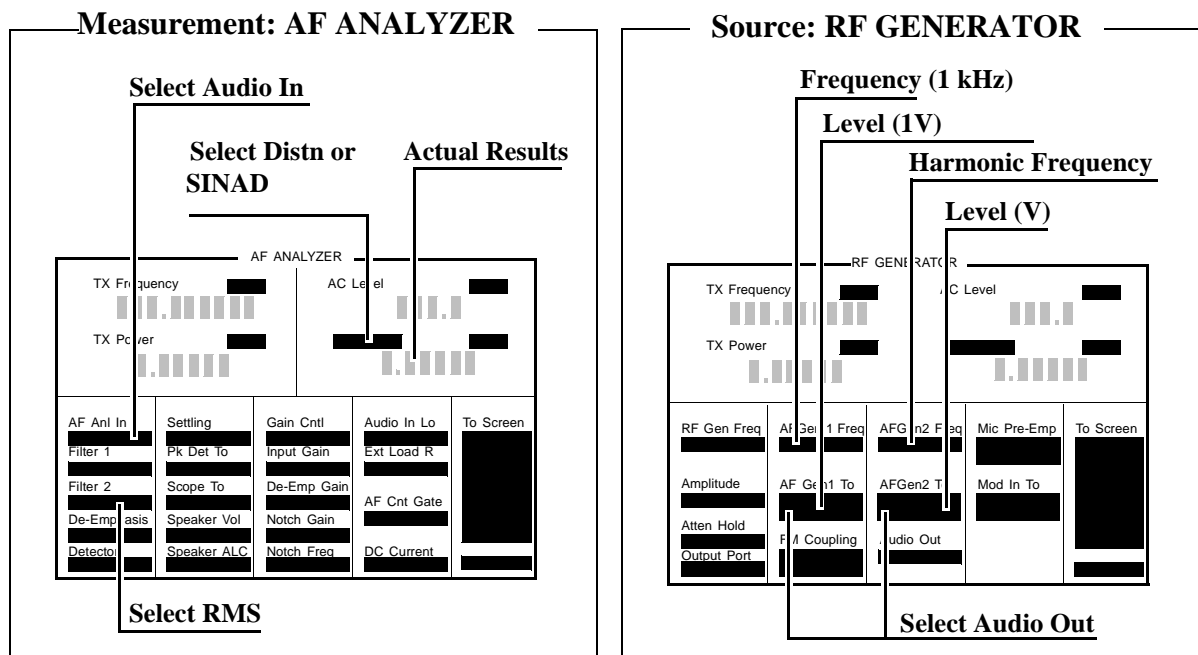 Measurement: AF ANALYZER
Select Audio In
Select Distn or
SINAD
Actual Results
AF ANALYZER
TX Frequency
AC Level
TX Power
AF Anl In
Settling
Gain Cntl
Audio In Lo
To Screen
Filter 1
Pk Det To
Input Gain
Ext Load R
Filter 2
Scope To
De-Emp Gain
AF Cnt Gate
De-Emphasis
Speaker Vol
Notch Gain
Detector
Speaker ALC
Notch Freq
DC Current
Select RMS
Source: RF GENERATOR
Frequency (1 kHz)
Level (1V)
Harmonic Frequency
Level (V)
RF GENERATOR
TX Frequency
AC Level
TX Power
RF Gen Freq
AFGen1 Freq
AFGen2 Freq
Mic Pre-Emp
To Screen
Amplitude
AF Gen1 To
AFGen2 To
Mod In To
Atten Hold
FM Coupling
Audio Out
Output Port
Select Audio Out